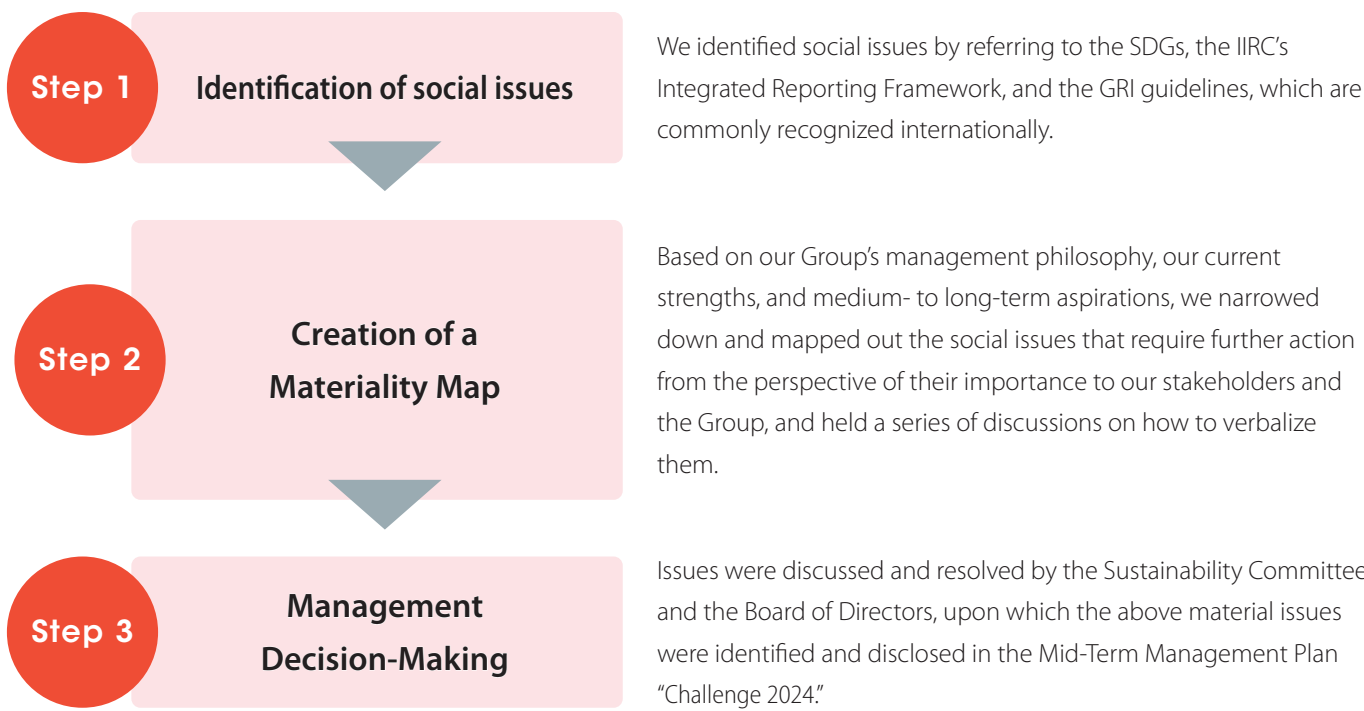 Step 1
Identification of social issues
We identified social issues by referring to the SDGs, the IIRC’s
Integrated Reporting Framework, and the GRI guidelines, which are
commonly recognized internationally.
Step 2
Creation of a
Materiality Map
Based on our Group’s management philosophy, our current
strengths, and medium- to long-term aspirations, we narrowed
down and mapped out the social issues that require further action
from the perspective of their importance to our stakeholders and
the Group, and held a series of discussions on how to verbalize
them.
Step 3
Management
Decision-Making
Issues were discussed and resolved by the Sustainability Committee
and the Board of Directors, upon which the above material issues
were identified and disclosed in the Mid-Term Management Plan
“Challenge 2024.”